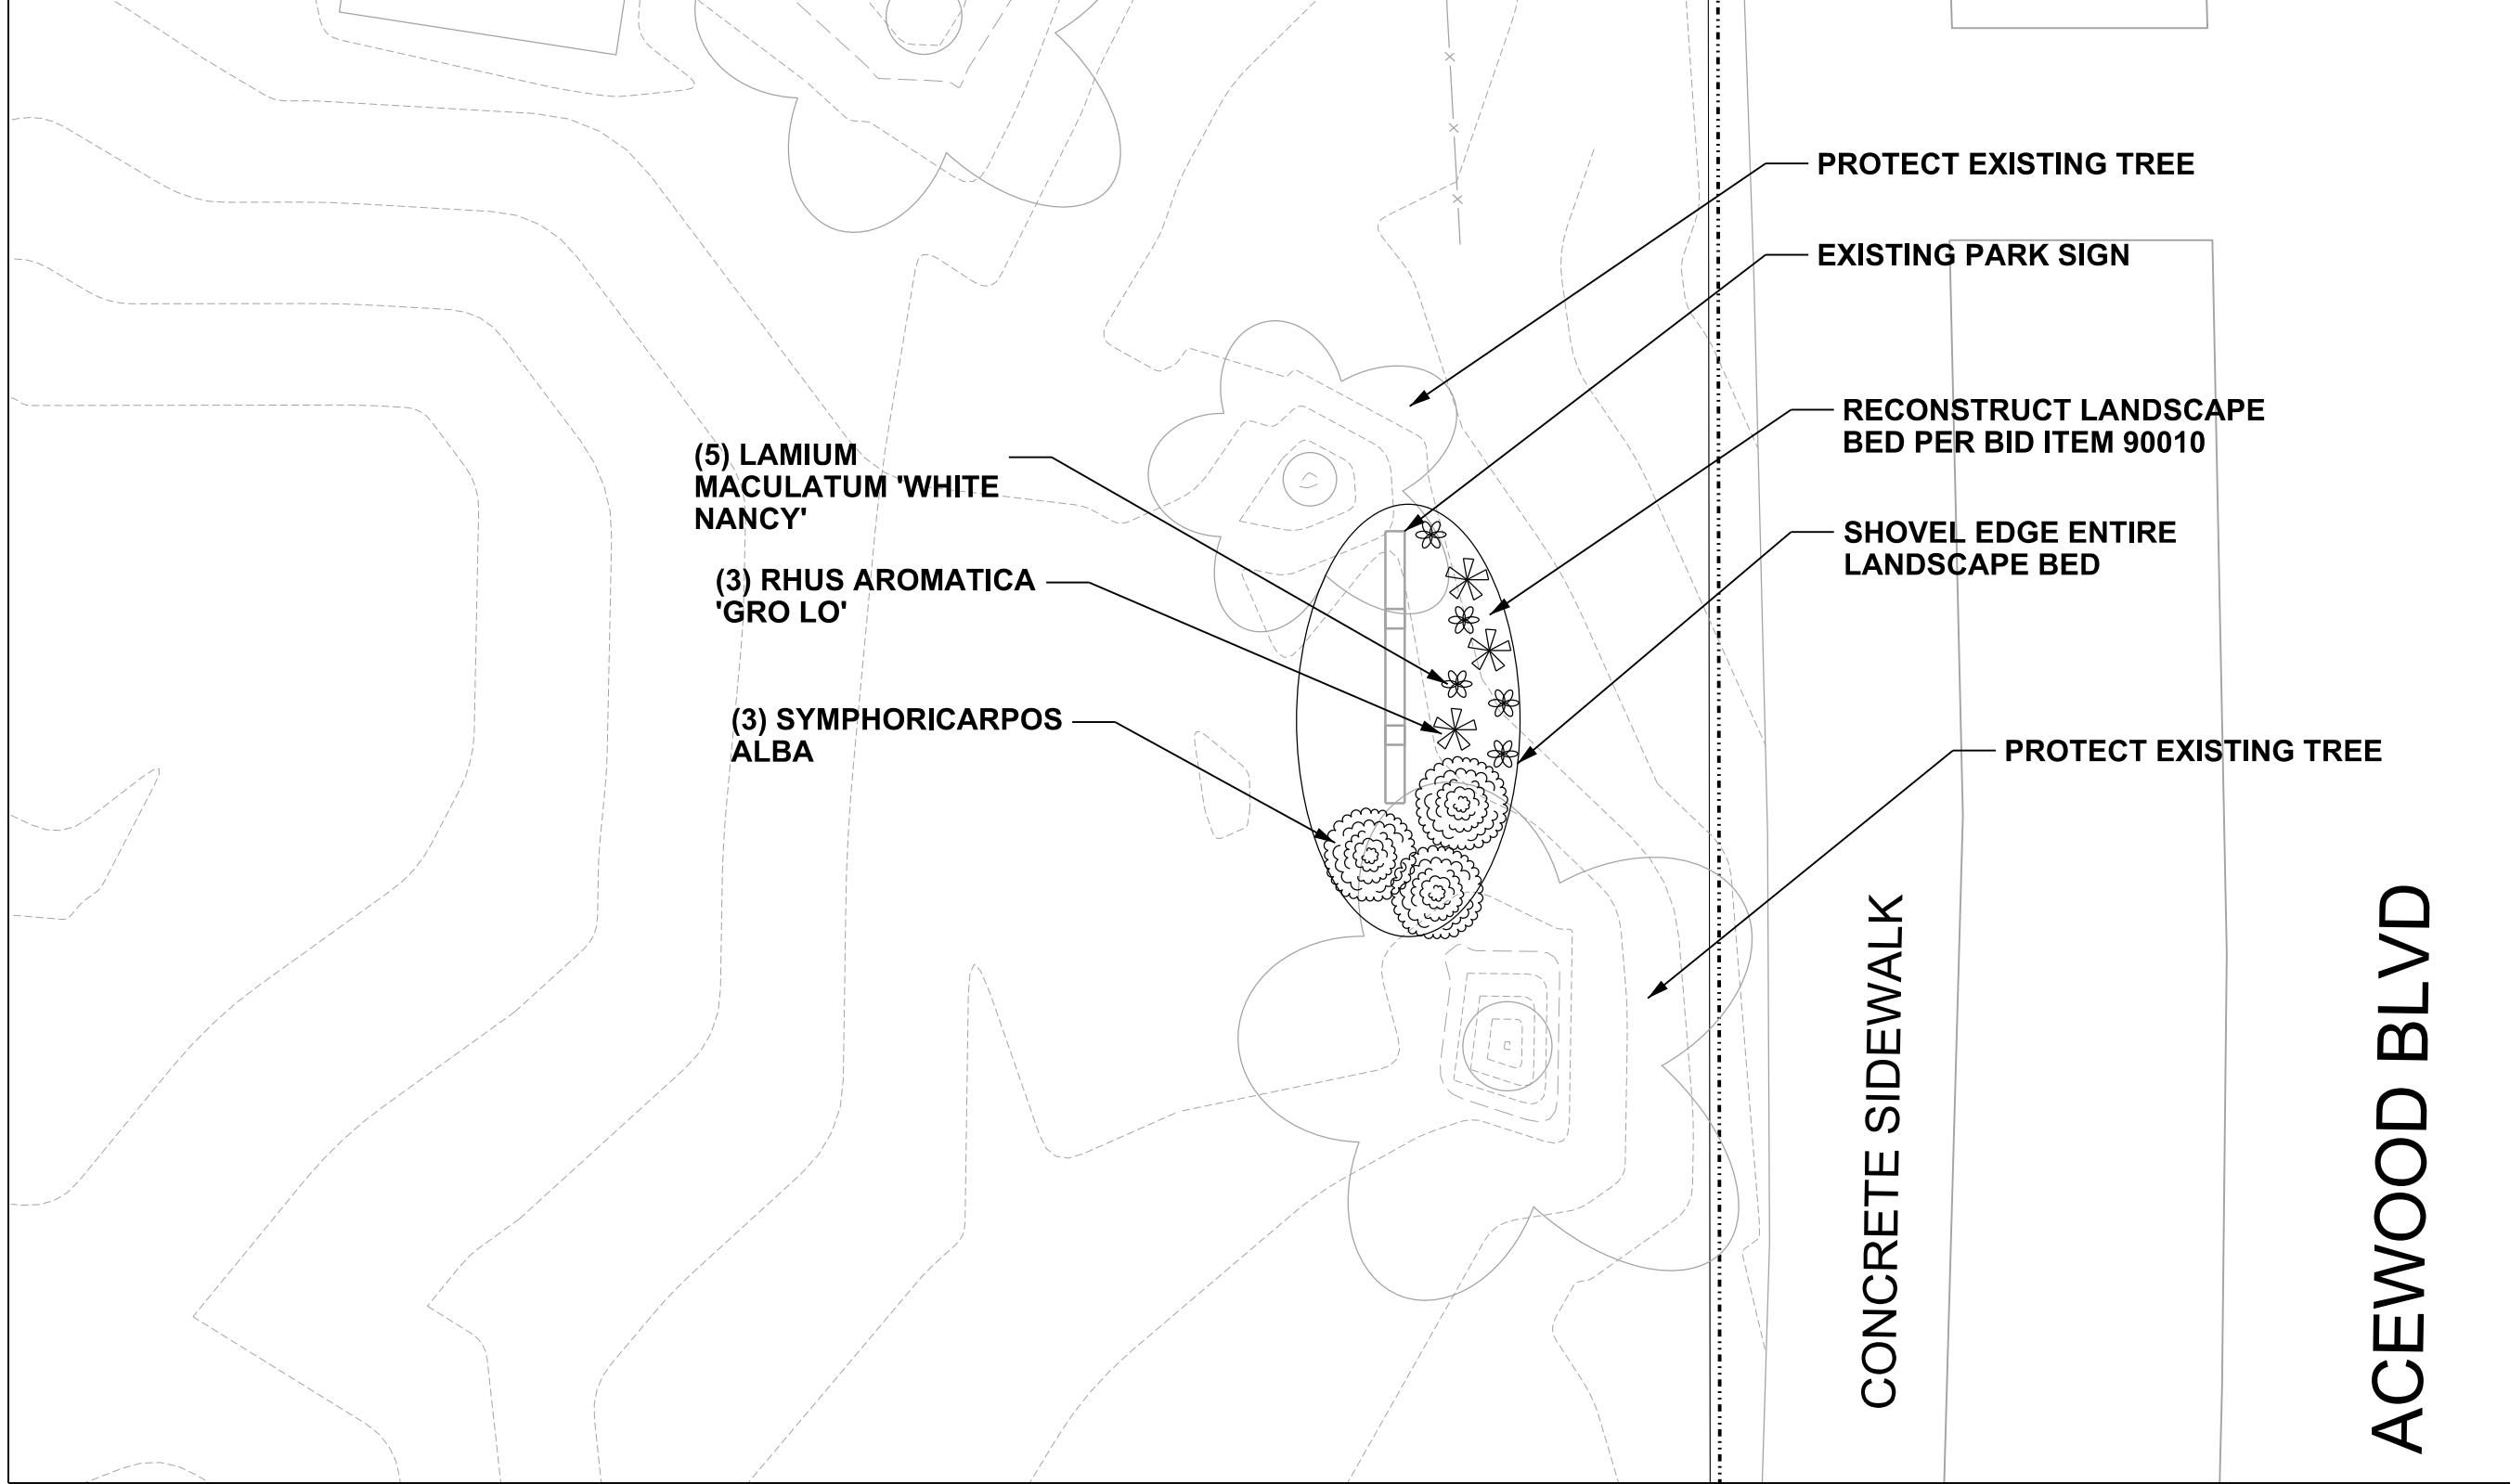 PROTECT EXISTING TREE
EXISTING PARK SIGN
RECONSTRUCT LANDSCAPE
BED PER BID ITEM 90010
(5) LAMIUM
MACULATUM 'WHITE
NANCY'
SHOVEL EDGE ENTIRE
LANDSCAPE BED
(3) RHUS AROMATICA
'GRO LO'
(3) SYMPHORICARPOS
ALBA
PROTECT EXISTING TREE
CONCRETE SIDEWALK
ACEWOOD BLVD